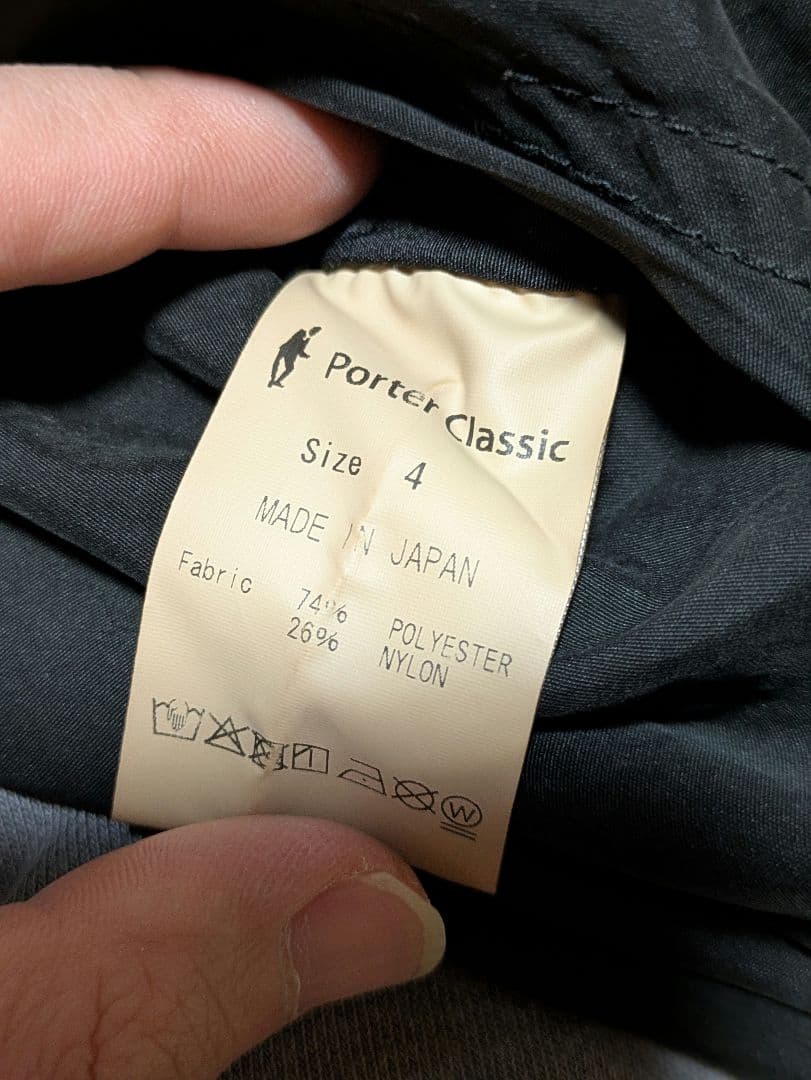 Porter Classic
Size 4
MADE IN JAPAN
Fabric 74% POLYESTER
26% NYLON
W